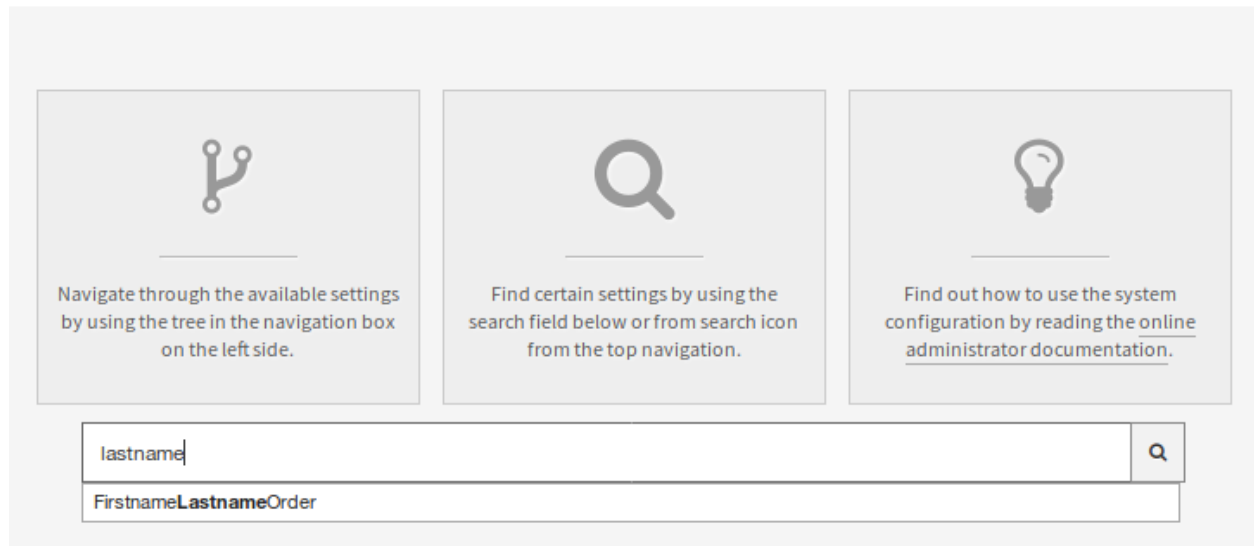 Navigate through the available settings
by using the tree in the navigation box
on the left side.
Find certain settings by using the
search field below or from search icon
from the top navigation.
Find out how to use the system
configuration by reading the online
administrator documentation.
lastname
FirstnameLastnameOrder